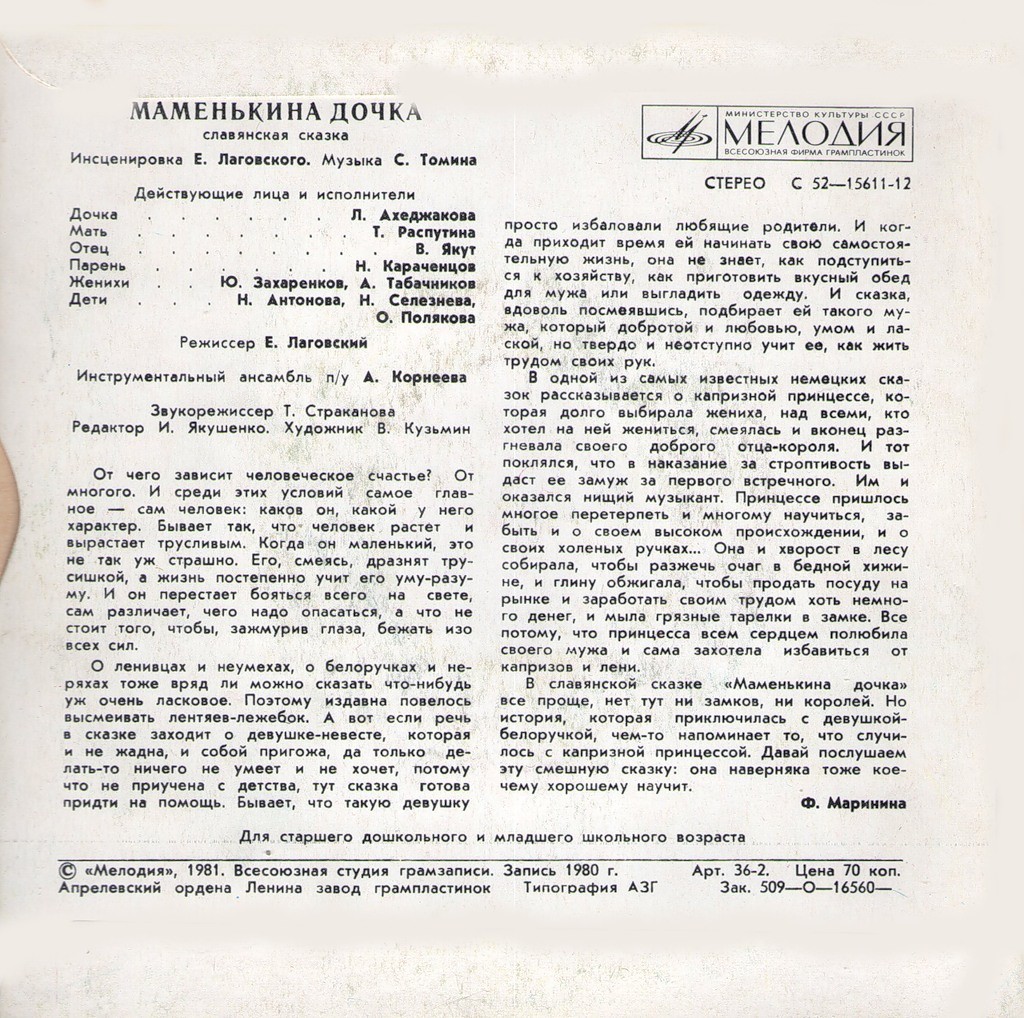 МАМЕНЬКИНА ДОЧКА
славянская сказка
Инсценировка Е. Лаговского. Музыка С. Томина
Действующие лица и исполнители
Дочка . . . . . . Л. Ахеджакова
Мать . . . . . . . Т. Распутина
Отец . . . . . . . . В. Якут
Парень . . . . . . Н. Караченцов
Женихи . . Ю. Захаренков, А. Табачников
Дети . . Н. Антонова, Н. Селезнева,
О. Полякова
Режиссер Е. Лаговский
Инструментальный ансамбль п/у А. Корнеева
Звукорежиссер Т. Страканова
Редактор И. Якушенко. Художник В. Кузьмин
От чего зависит человеческое счастье? От
многого. И среди этих условий самое глав-
ное — сам человек: каков он, какой у него
характер. Бывает так, что человек растет и
вырастает трусливым. Когда он маленький, это
не так уж страшно. Его, смеясь, дразнят тру-
сишкой, а жизнь постепенно учит его уму-разу-
му. И он перестает бояться всего на свете,
сам различает, чего надо опасаться, а что не
стоит того, чтобы, зажмурив глаза, бежать изо
всех сил.
О ленивцах и неумехах, о белоручках и не-
ряхах тоже вряд ли можно сказать что-нибудь
уж очень ласковое. Поэтому издавна повелось
высмеивать лентяев-лежебок. А вот если речь
в сказке заходит о девушке-невесте, которая
и не жадна, и собой пригожа, да только де-
лать-то ничего не умеет и не хочет, потому
что не приучена с детства, тут сказка готова
придти на помощь. Бывает, что такую девушку
МИНИСТЕРСТВО КУЛЬТУРЫ СССР
МЕЛОДИЯ
ВСЕСОЮЗНАЯ ФИРМА ГРАМПЛАСТИНОК
СТЕРЕО С 52—15611-12
просто избаловали любящие родители. И ког-
да приходит время ей начинать свою самостоя-
тельную жизнь, она не знает, как подступить-
ся к хозяйству, как приготовить вкусный обед
для мужа или выгладить одежду. И сказка,
вдоволь посмеявшись, подбирает ей такого му-
жа, который добротой и любовью, умом и ла-
ской, но твердо и неотступно учит ее, как жить
трудом своих рук.
В одной из самых известных немецких ска-
зок рассказывается о капризной принцессе, ко-
торая долго выбирала жениха, над всеми, кто
хотел на ней жениться, смеялась и вконец раз-
гневала своего доброго отца-короля. И тот
поклялся, что в наказание за строптивость вы-
даст ее замуж за первого встречного. Им и
оказался нищий музыкант. Принцессе пришлось
многое перетерпеть и многому научиться, за-
быть и о своем высоком происхождении, и о
своих холеных ручках... Она и хворост в лесу
собирала, чтобы разжечь очаг в бедной хижи-
не, и глину обжигала, чтобы продать посуду на
рынке и заработать своим трудом хоть немно-
го денег, и мыла грязные тарелки в замке. Все
потому, что принцесса всем сердцем полюбила
своего мужа и сама захотела избавиться от
капризов и лени.
В славянской сказке «Маменькина дочка»
все проще, нет тут ни замков, ни королей. Но
история, которая приключилась с девушкой-
белоручкой, чем-то напоминает то, что случи-
лось с капризной принцессой. Давай послушаем
эту смешную сказку: она наверняка тоже кое-
чему хорошему научит.
Ф. Маринина
Для старшего дошкольного и младшего школьного возраста
© «Мелодия», 1981. Всесоюзная студия грамзаписи. Запись 1980 г. Арт. 36-2. Цена 70 коп.
Апрелевский ордена Ленина завод грампластинок Типография АЗГ Зак. 509—О—16560—